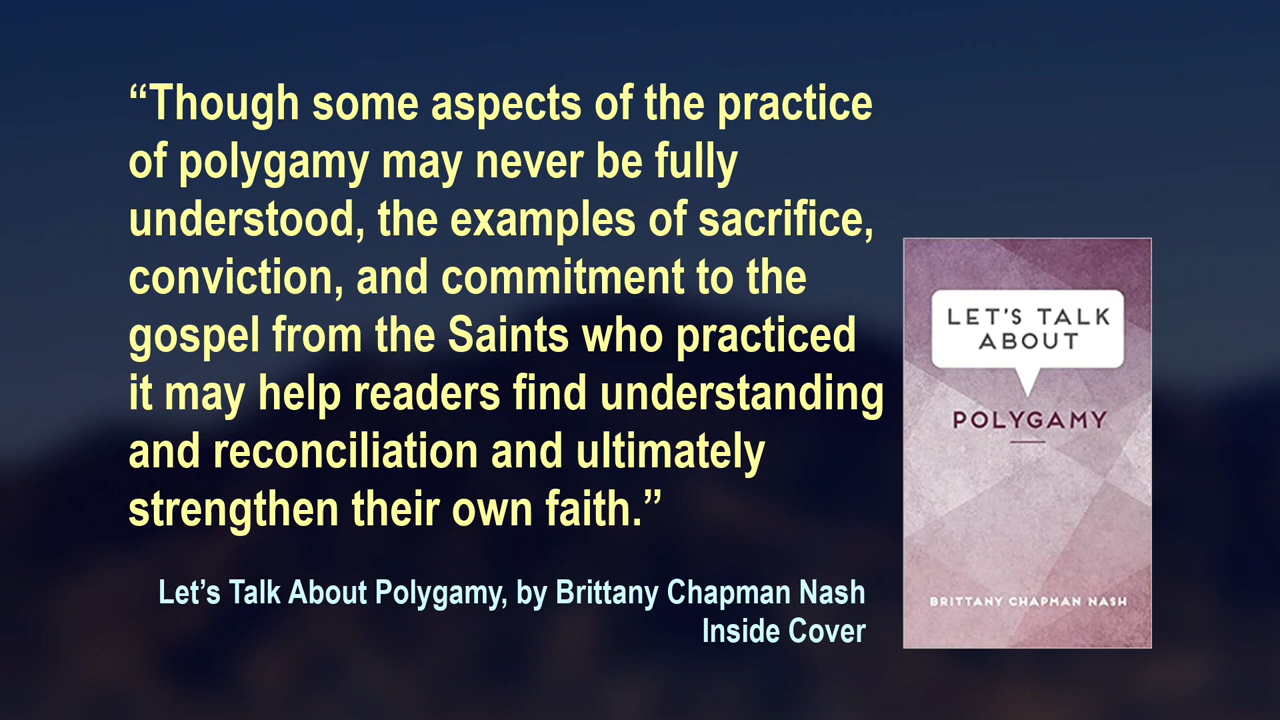 “Though some aspects of the practice
of polygamy may never be fully
understood, the examples of sacrifice,
conviction, and commitment to the
gospel from the Saints who practiced
it may help readers find understanding
and reconciliation and ultimately
strengthen their own faith.”
Let’s Talk About Polygamy, by Brittany Chapman Nash
Inside Cover
LET’S TALK
ABOUT
POLYGAMY
BRITTANY CHAPMAN NASH